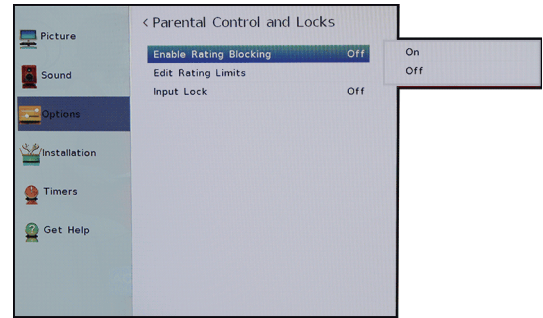 Picture
Sound
Options
Installation
Timers
Get Help
< Parental Control and Locks
Enable Rating Blocking Off
Edit Rating Limits
Input Lock Off
On
Off